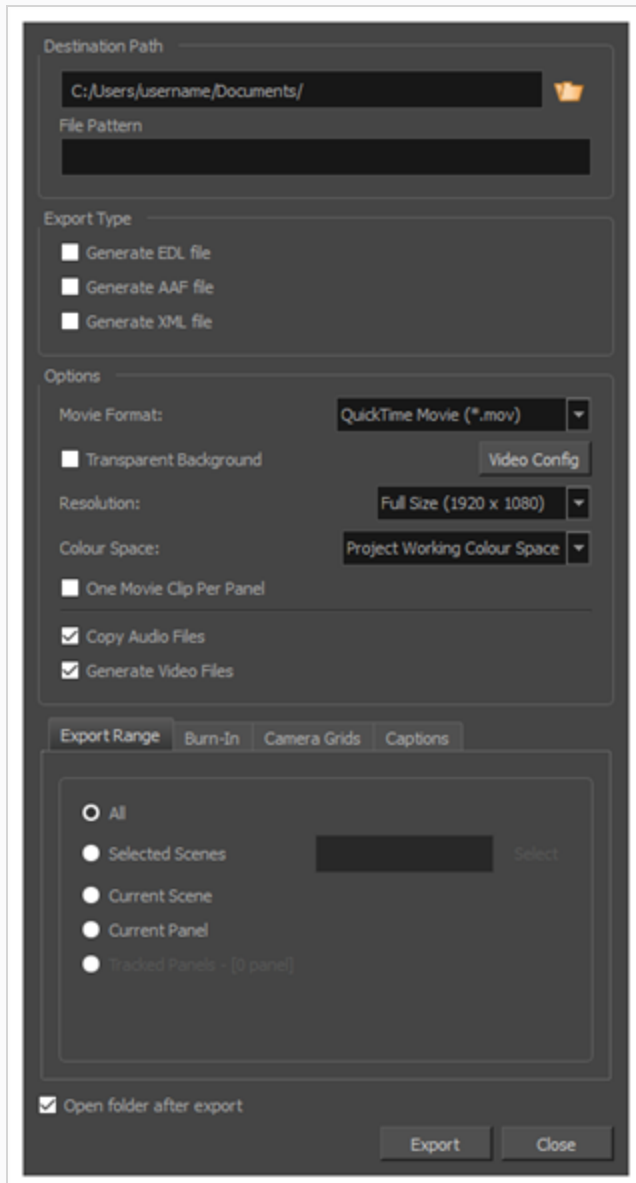 Destination Path
C:/Users/username/Documents/
File Pattern
Export Type
Generate EDL file
Generate AAF file
Generate XML file
Options
Movie Format: QuickTime Movie (*.mov)
Transparent Background Video Config
Resolution: Full Size (1920 x 1080)
Colour Space: Project Working Colour Space
One Movie Clip Per Panel
Copy Audio Files
Generate Video Files
Export Range Burn-In Camera Grids Captions
All
Selected Scenes Select
Current Scene
Current Panel
Tracked Panels - [0 panel]
Open folder after export
Export Close